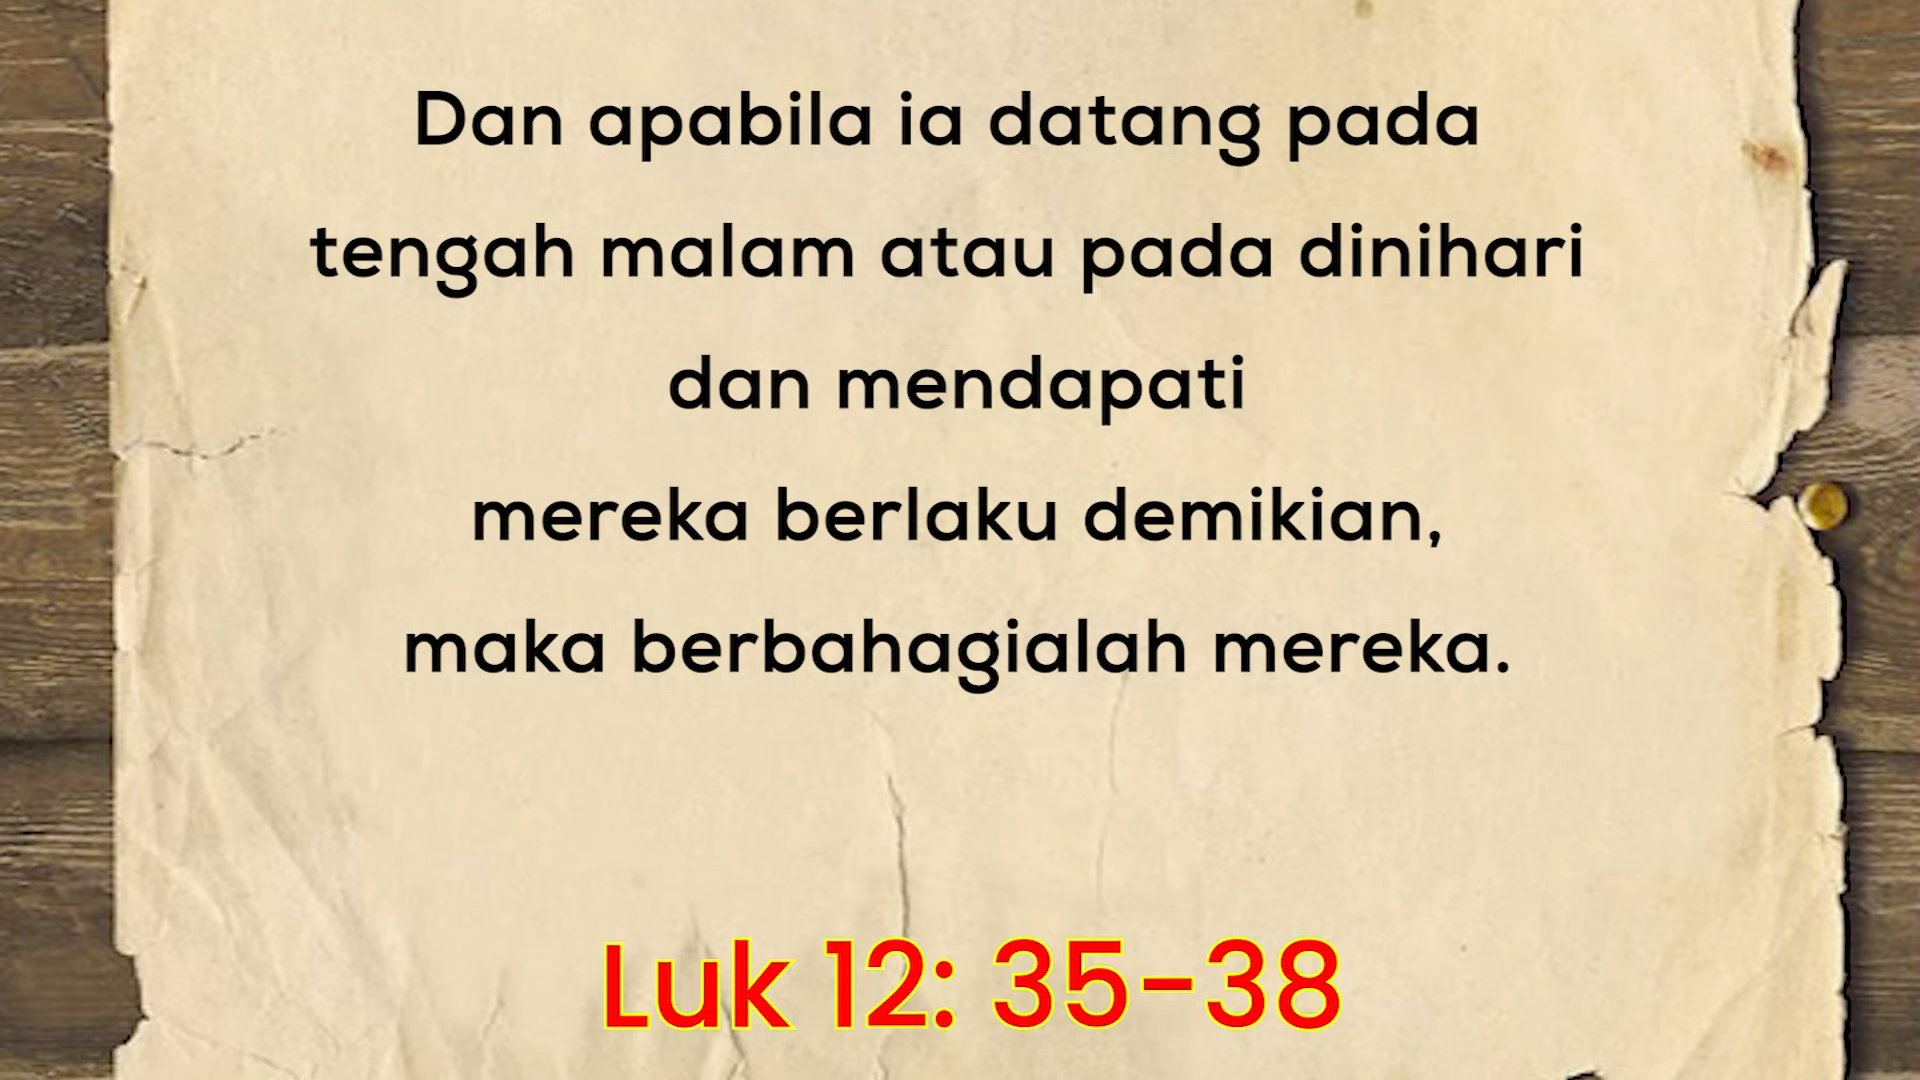 Dan apabila ia datang pada
tengah malam atau pada dinihari
dan mendapati
mereka berlaku demikian,
maka berbahagialah mereka.
Luk 12: 35-38